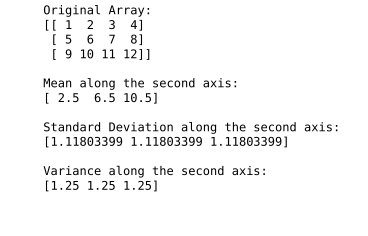 Original Array:
[[ 1  2  3  4]
 [ 5  6  7  8]
 [ 9 10 11 12]]
Mean along the second axis:
[ 2.5  6.5 10.5]
Standard Deviation along the second axis:
[1.11803399 1.11803399 1.11803399]
Variance along the second axis:
[1.25 1.25 1.25]